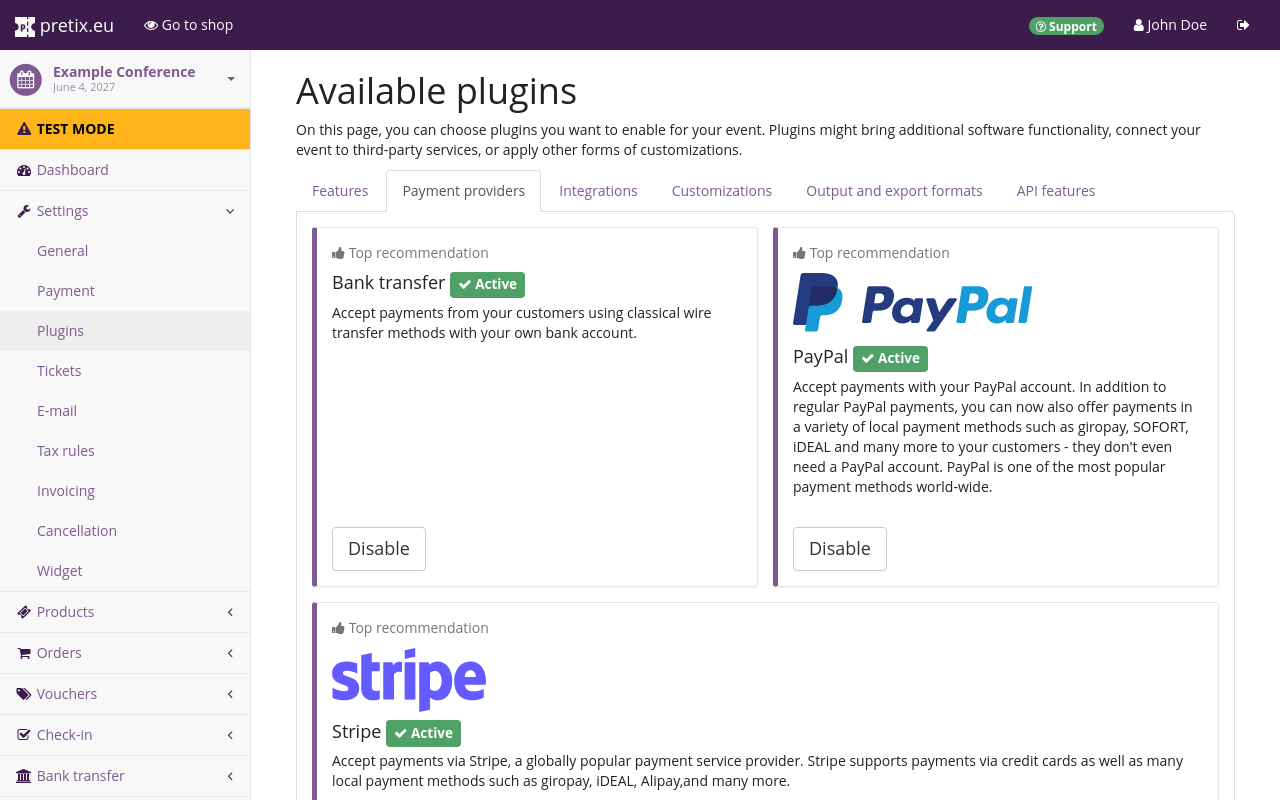 pretix.eu
Go to shop
Support
John Doe
Example Conference
June 4, 2027
TEST MODE
Dashboard
Settings
General
Payment
Plugins
Tickets
E-mail
Tax rules
Invoicing
Cancellation
Widget
Products
Orders
Vouchers
Check-in
Bank transfer
Available plugins
On this page, you can choose plugins you want to enable for your event. Plugins might bring additional software functionality, connect your
event to third-party services, or apply other forms of customizations.
Features
Payment providers
Integrations
Customizations
Output and export formats
API features
Top recommendation
Bank transfer Active
Accept payments from your customers using classical wire
transfer methods with your own bank account.
Disable
Top recommendation
PayPal
PayPal Active
Accept payments with your PayPal account. In addition to
regular PayPal payments, you can now also offer payments in
a variety of local payment methods such as giropay, SOFORT,
iDEAL and many more to your customers - they don't even
need a PayPal account. PayPal is one of the most popular
payment methods world-wide.
Disable
Top recommendation
stripe
Stripe Active
Accept payments via Stripe, a globally popular payment service provider. Stripe supports payments via credit cards as well as many
local payment methods such as giropay, iDEAL, Alipay,and many more.